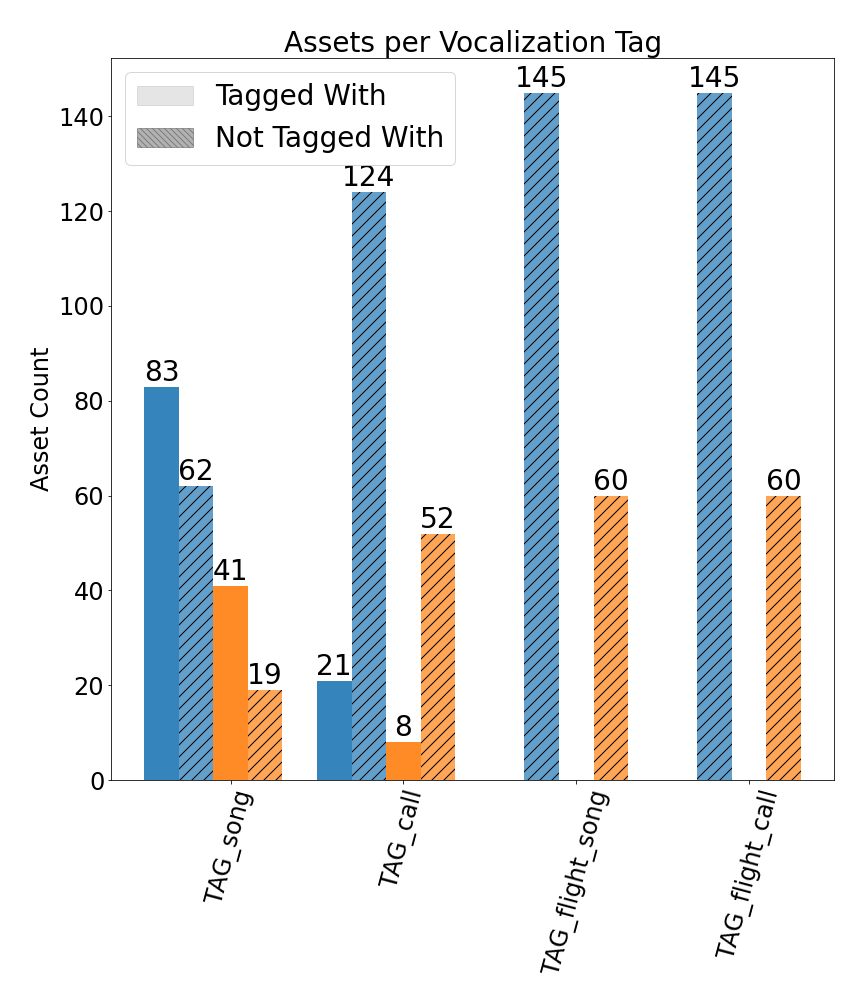 Assets per Vocalization Tag
Tagged With
Not Tagged With
145
145
124
83
62
41
19
21
8
52
60
60
140
120
100
80
60
40
20
0
Asset Count
TAG_song
TAG_call
TAG_flight_song
TAG_flight_call